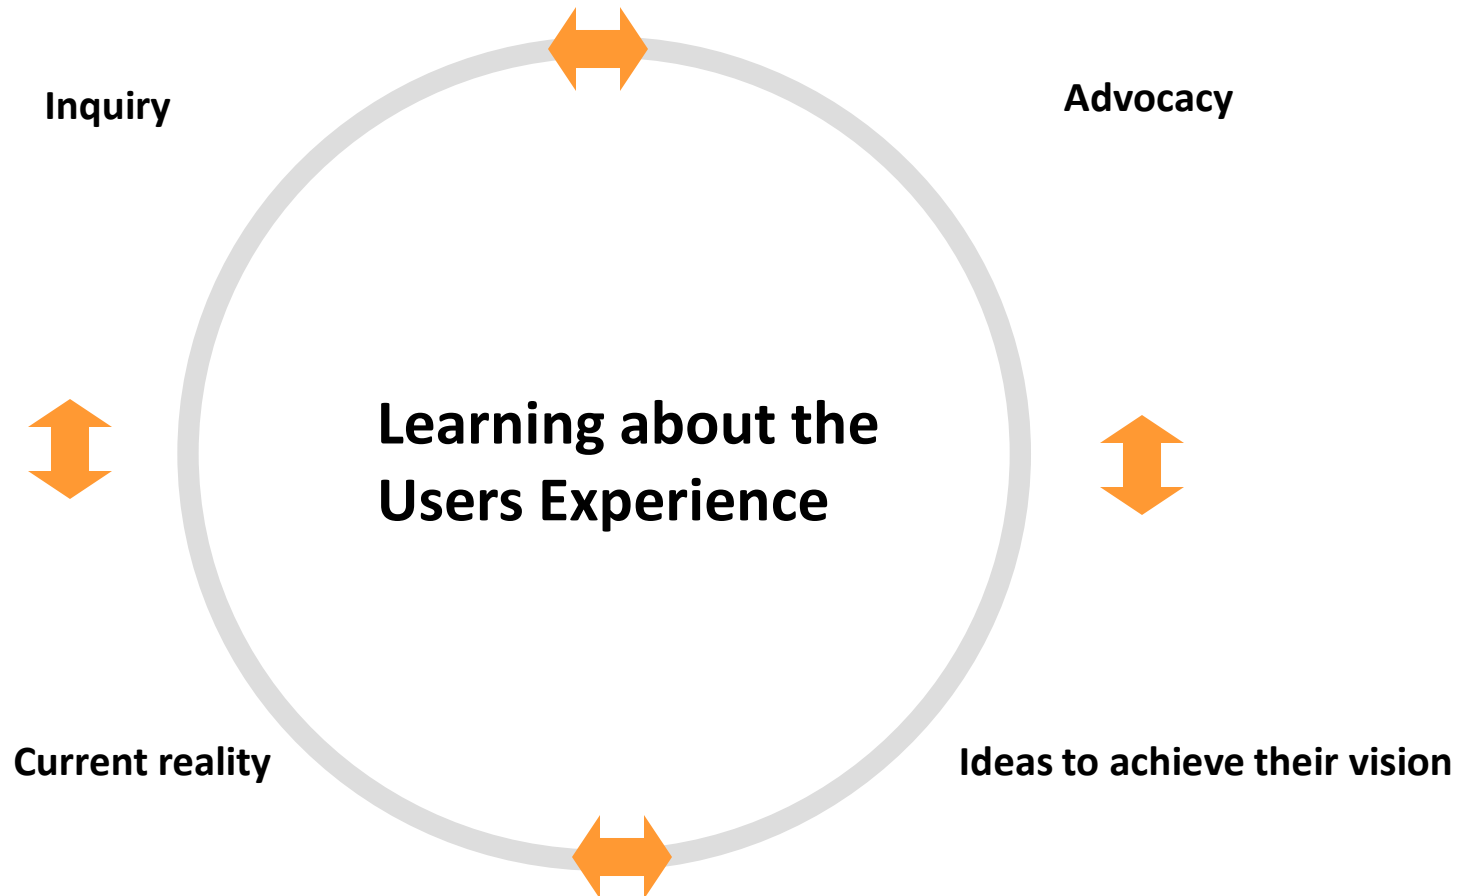 Inquiry
Advocacy
Learning about the
Users Experience
Current reality
Ideas to achieve their vision